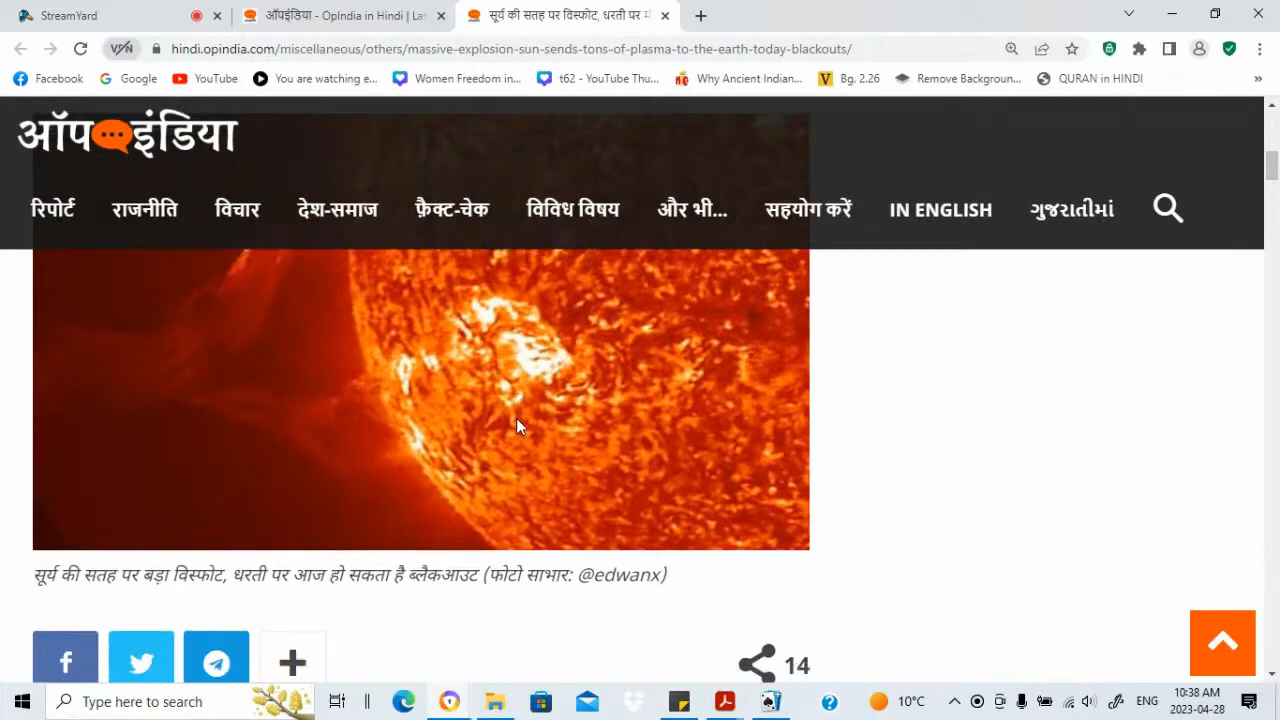 StreamYard
ऑपइंडिया - OpIndia in Hindi | Lat
सूर्य की सतह पर विस्फोट, धरती पर म
VPN
hindi.opindia.com/miscellaneous/others/massive-explosion-sun-sends-tons-of-plasma-to-the-earth-today-blackouts/
Facebook
Google
YouTube
You are watching e...
Women Freedom in...
t62 - YouTube Thu...
Why Ancient Indian...
V
Bg. 2.26
Remove Backgroun...
QURAN in HINDI
»
ऑपइंडिया
रिपोर्ट
राजनीति
विचार
देश-समाज
फ़ैक्ट-चेक
विविध विषय
और भी...
सहयोग करें
IN ENGLISH
ગુજરાતીમાં
सूर्य की सतह पर बड़ा विस्फोट, धरती पर आज हो सकता है ब्लैकआउट (फोटो साभार: @edwanx)
14
Type here to search
10°C
10:38 AM
2023-04-28